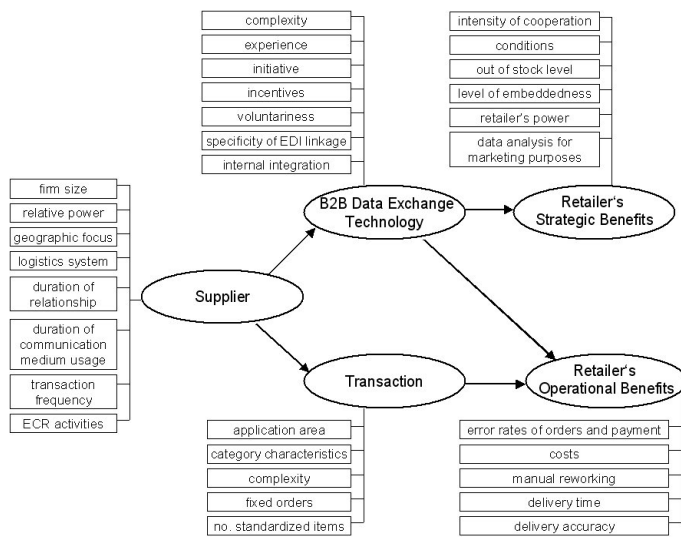 complexity
experience
initiative
incentives
voluntariness
specificity of EDI linkage
internal integration
intensity of cooperation
conditions
out of stock level
level of embeddedness
retailer's power
data analysis for
marketing purposes
firm size
relative power
geographic focus
logistics system
duration of
relationship
duration of
communication
medium usage
transaction
frequency
ECR activities
B2B Data Exchange
Technology
Retailer's
Strategic Benefits
Supplier
Transaction
Retailer's
Operational Benefits
application area
category characteristics
complexity
fixed orders
no. standardized items
error rates of orders and payment
costs
manual reworking
delivery time
delivery accuracy